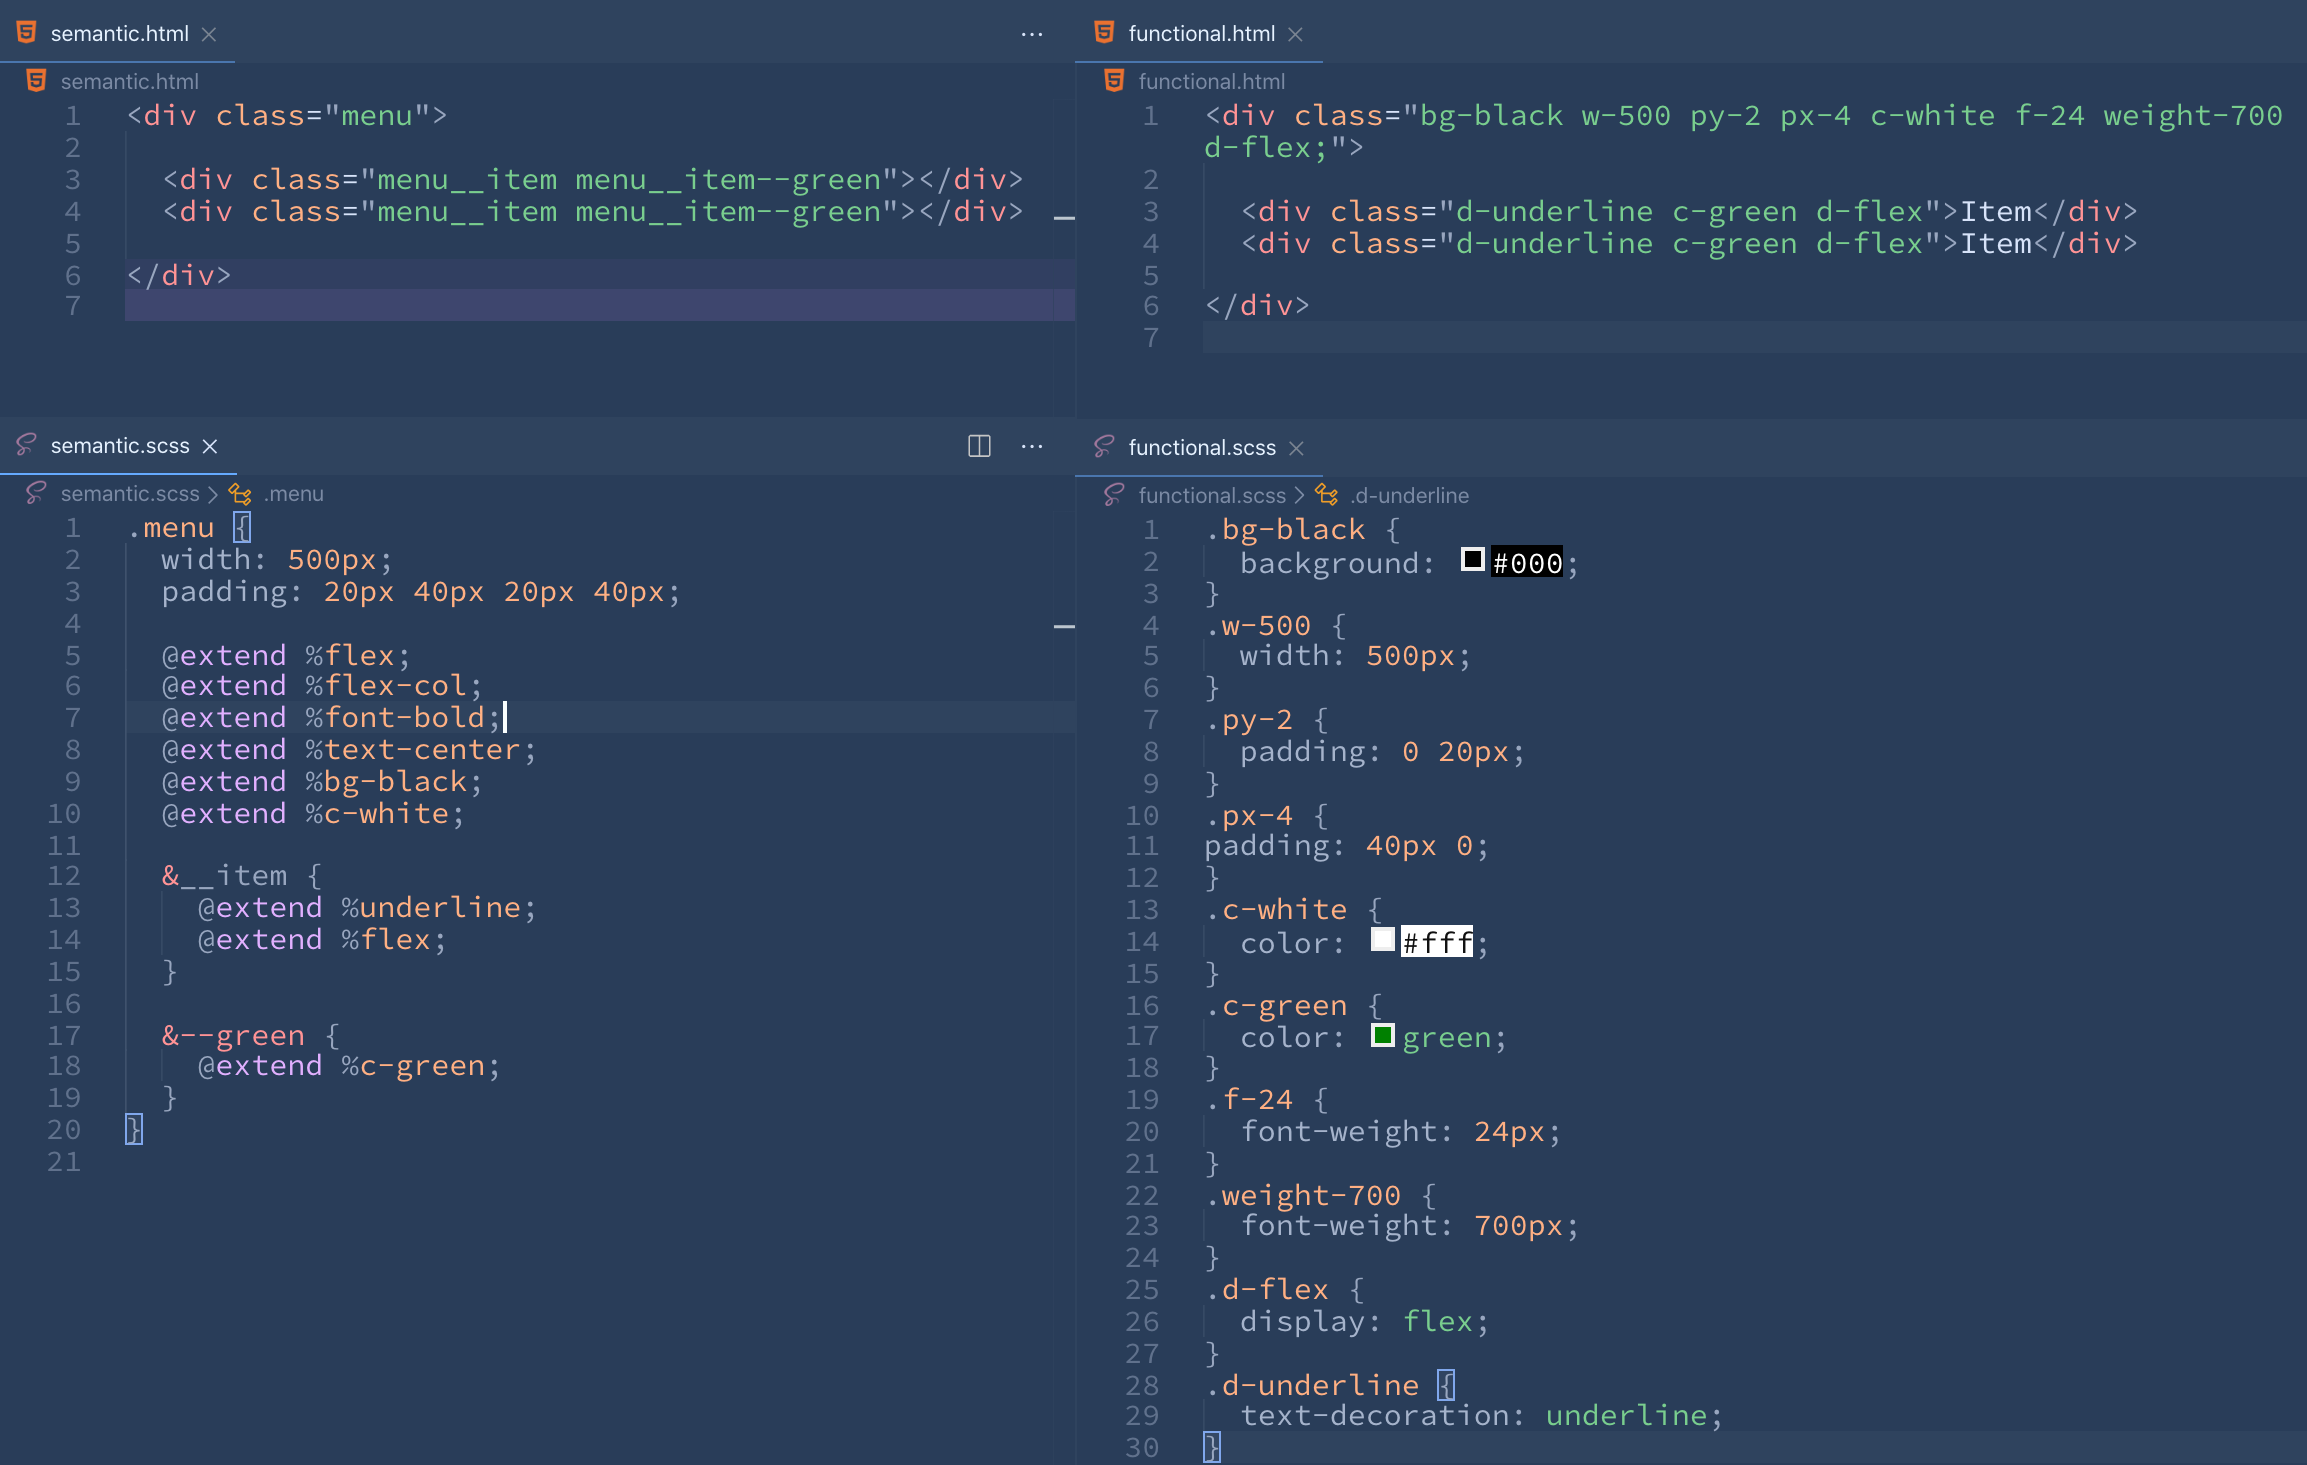 semantic.html
semantic.html
1 <div class="menu">
2
3   <div class="menu__item menu__item--green"></div>
4   <div class="menu__item menu__item--green"></div>
5
6 </div>
7
functional.html
functional.html
1 <div class="bg-black w-500 py-2 px-4 c-white f-24 weight-700
d-flex;">
2
3   <div class="d-underline c-green d-flex">Item</div>
4   <div class="d-underline c-green d-flex">Item</div>
5
6 </div>
7
semantic.scss
semantic.scss > .menu
1 .menu {
2   width: 500px;
3   padding: 20px 40px 20px 40px;
4
5   @extend %flex;
6   @extend %flex-col;
7   @extend %font-bold;
8   @extend %text-center;
9   @extend %bg-black;
10   @extend %c-white;
11
12   &__item {
13     @extend %underline;
14     @extend %flex;
15   }
16
17   &--green {
18     @extend %c-green;
19   }
20 }
21
functional.scss
functional.scss > .d-underline
1 .bg-black {
2   background: #000;
3 }
4 .w-500 {
5   width: 500px;
6 }
7 .py-2 {
8   padding: 0 20px;
9 }
10 .px-4 {
11 padding: 40px 0;
12 }
13 .c-white {
14   color: #fff;
15 }
16 .c-green {
17   color: green;
18 }
19 .f-24 {
20   font-weight: 24px;
21 }
22 .weight-700 {
23   font-weight: 700px;
24 }
25 .d-flex {
26   display: flex;
27 }
28 .d-underline {
29   text-decoration: underline;
30 }